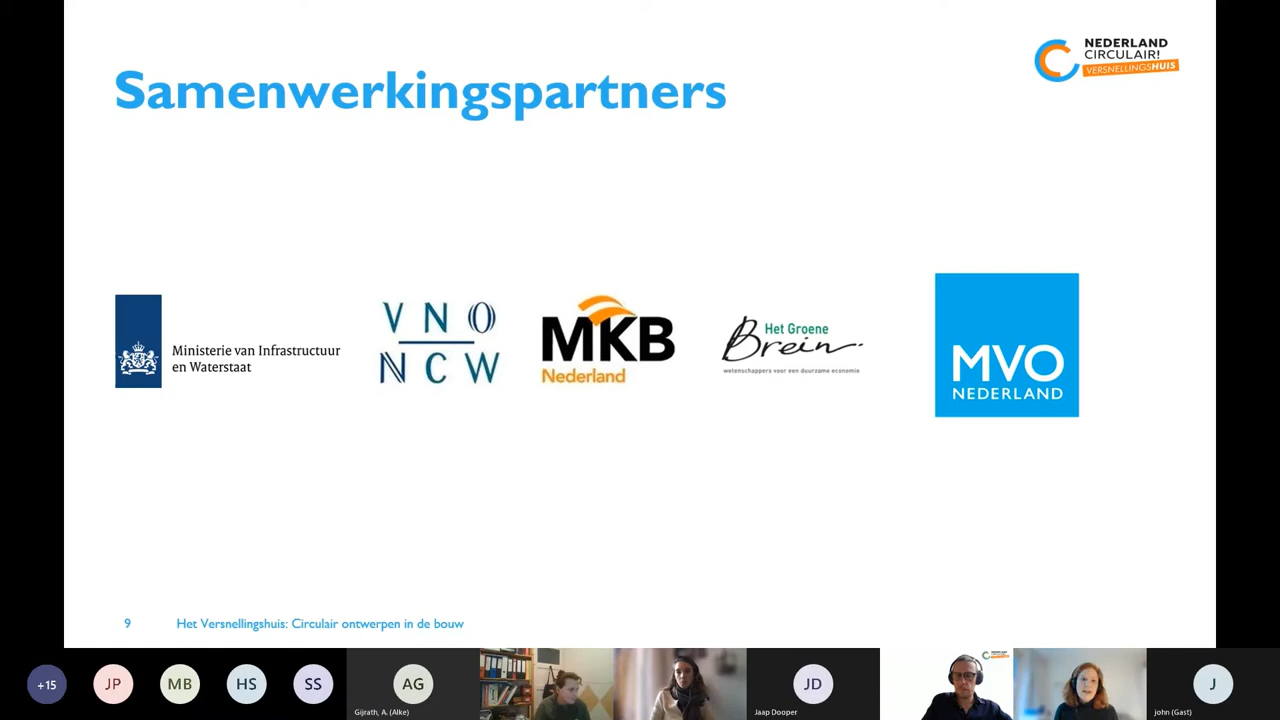 Samenwerkingspartners
NEDERLAND
CIRCULAIR!
VERSNELLINGSHUIS
Ministerie van Infrastructuur
en Waterstaat
VNO
NCW
MKB
Nederland
Het Groene
Brein
wetenschappers voor een duurzame economie
MVO
NEDERLAND
9 Het Versnellingshuis: Circulair ontwerpen in de bouw
+15 JP MB HS SS AG JD J
Gijrath, A. (Alke) Jaap Dooper john (Gast)